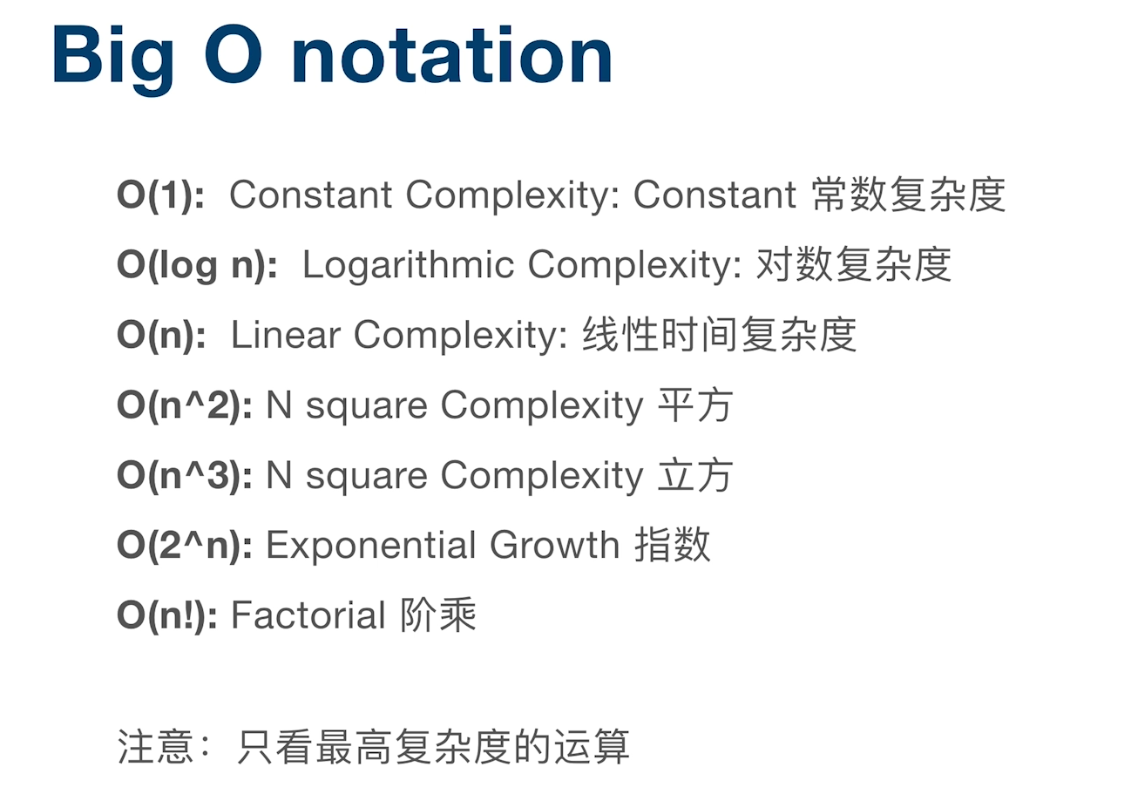 Big O notation
O(1): Constant Complexity: Constant 常数复杂度
O(log n): Logarithmic Complexity: 对数复杂度
O(n): Linear Complexity: 线性时间复杂度
O(n^2): N square Complexity 平方
O(n^3): N square Complexity 立方
O(2^n): Exponential Growth 指数
O(n!): Factorial 阶乘
注意：只看最高复杂度的运算